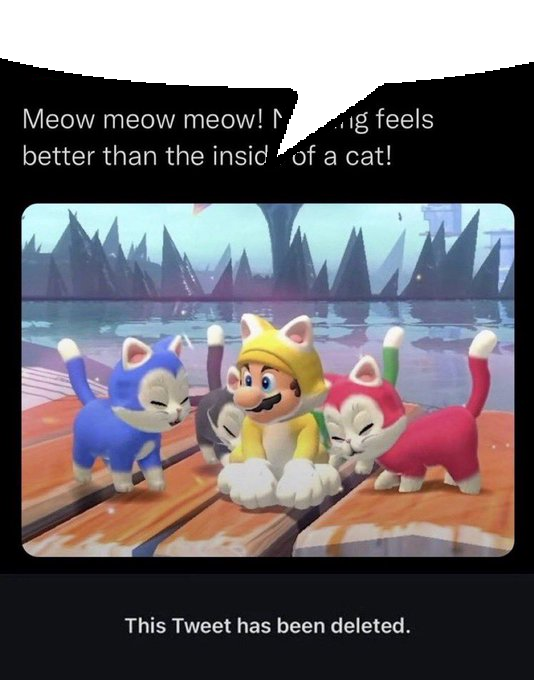 Meow meow meow! feels
better than the of a cat!
This Tweet has been deleted.